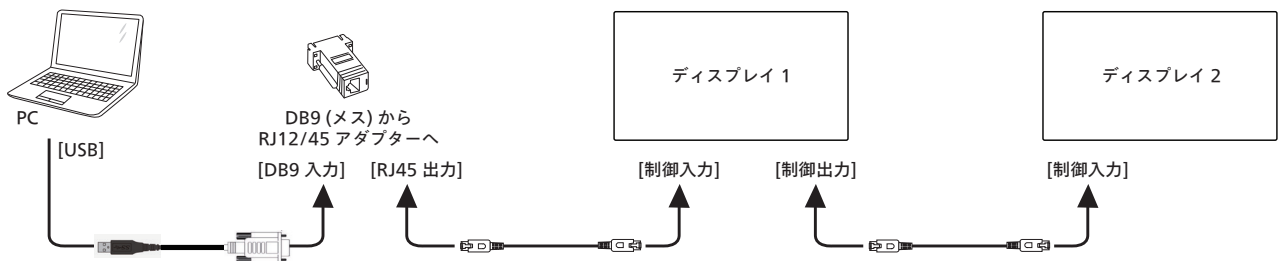 PC
[USB]
DB9 (メス) から
RJ12/45 アダプターへ
[DB9 入力]
[RJ45 出力]
ディスプレイ 1
[制御入力]
[制御出力]
ディスプレイ 2
[制御入力]